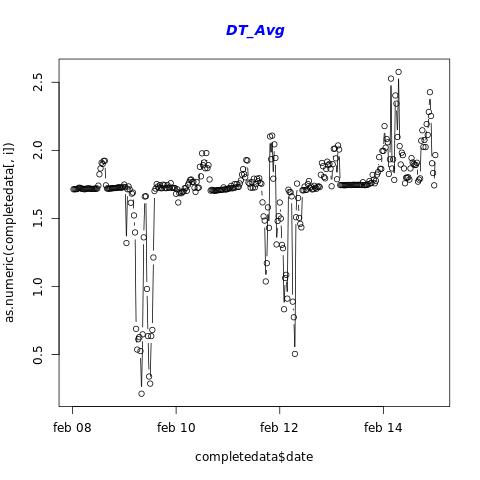 DT_Avg
as.numeric(completedata[, i])
2.5
2.0
1.5
1.0
0.5
feb 08 feb 10 feb 12 feb 14
completedata$date